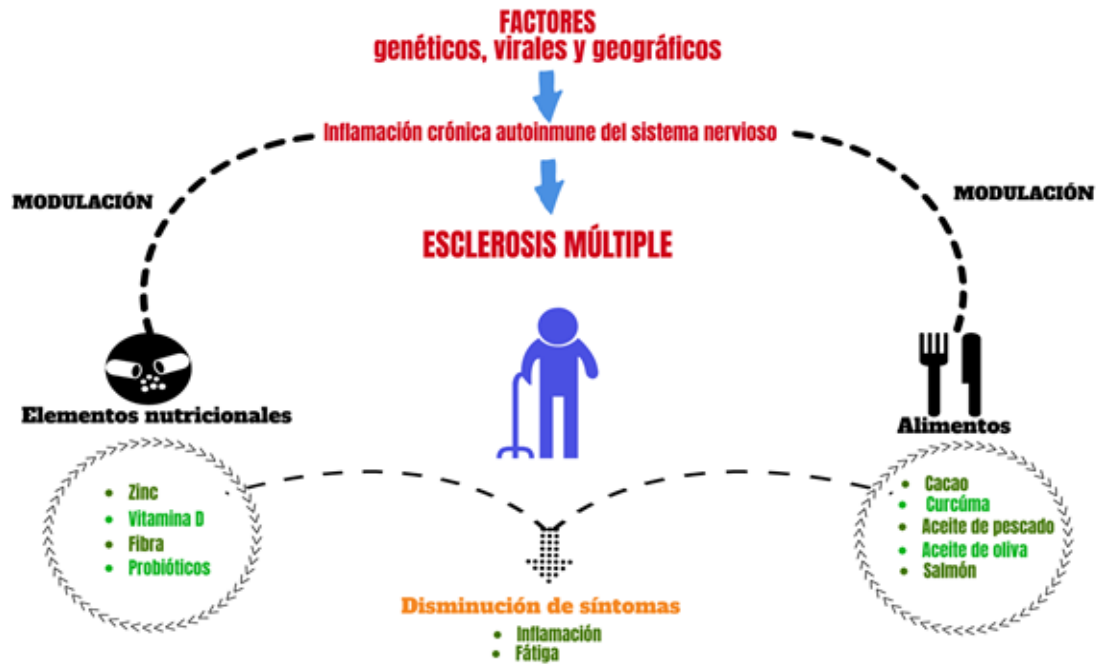 FACTORES
genéticos, virales y geográficos
Inflamación crónica autoinmune del sistema nervioso
MODULACIÓN
MODULACIÓN
ESCLEROSIS MÚLTIPLE
Elementos nutricionales
Zinc
Vitamina D
Fibra
Probióticos
Alimentos
Cacao
Curcúma
Aceite de pescado
Aceite de oliva
Salmón
Disminución de síntomas
Inflamación
Fátiga